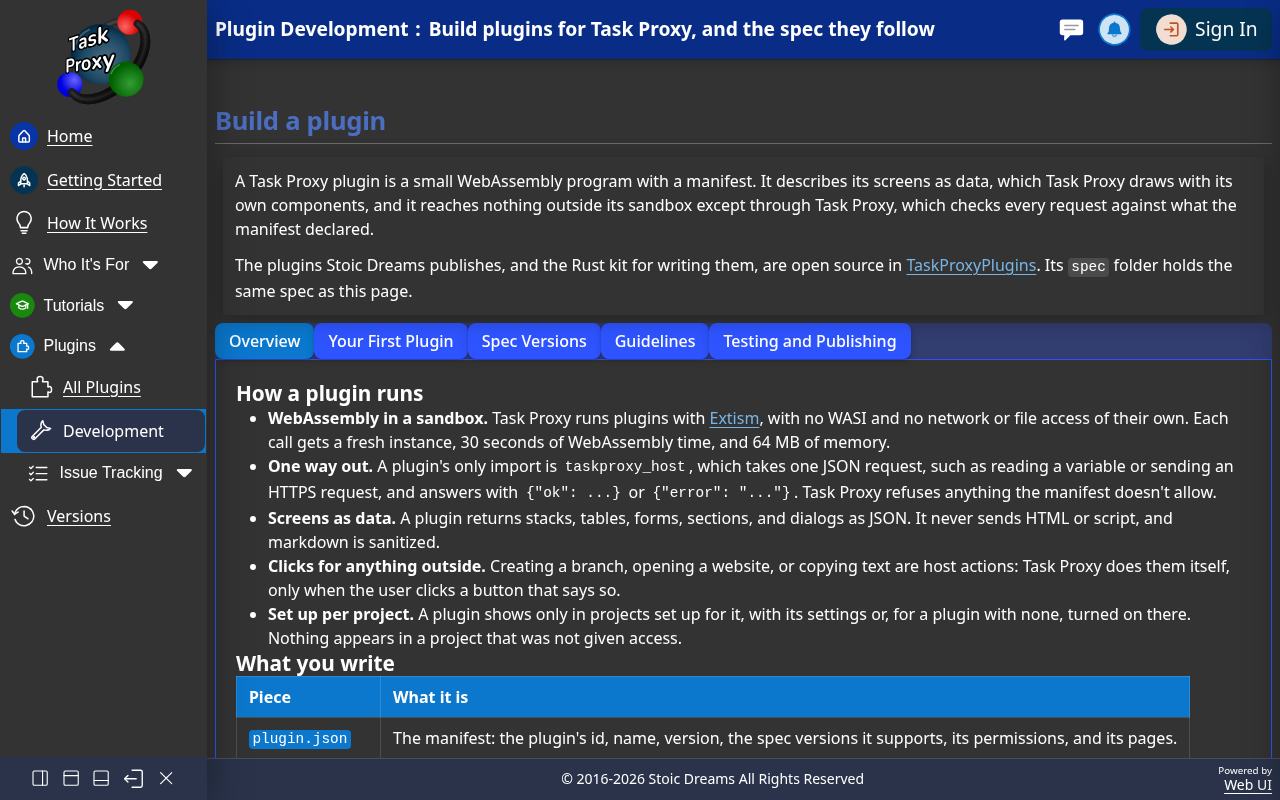 Task
Proxy
Plugin Development : Build plugins for Task Proxy, and the spec they follow
Sign In
Home
Getting Started
How It Works
Who It's For
Tutorials
Plugins
All Plugins
Development
Issue Tracking
Versions
Build a plugin
A Task Proxy plugin is a small WebAssembly program with a manifest. It describes its screens as data, which Task Proxy draws with its
own components, and it reaches nothing outside its sandbox except through Task Proxy, which checks every request against what the
manifest declared.
The plugins Stoic Dreams publishes, and the Rust kit for writing them, are open source in TaskProxyPlugins. Its spec folder holds the
same spec as this page.
Overview
Your First Plugin
Spec Versions
Guidelines
Testing and Publishing
How a plugin runs
• WebAssembly in a sandbox. Task Proxy runs plugins with Extism, with no WASI and no network or file access of their own. Each
call gets a fresh instance, 30 seconds of WebAssembly time, and 64 MB of memory.
• One way out. A plugin's only import is taskproxy_host, which takes one JSON request, such as reading a variable or sending an
HTTPS request, and answers with {"ok": ...} or {"error": "..."}. Task Proxy refuses anything the manifest doesn't allow.
• Screens as data. A plugin returns stacks, tables, forms, sections, and dialogs as JSON. It never sends HTML or script, and
markdown is sanitized.
• Clicks for anything outside. Creating a branch, opening a website, or copying text are host actions: Task Proxy does them itself,
only when the user clicks a button that says so.
• Set up per project. A plugin shows only in projects set up for it, with its settings or, for a plugin with none, turned on there.
Nothing appears in a project that was not given access.
What you write
Piece
What it is
plugin.json
The manifest: the plugin's id, name, version, the spec versions it supports, its permissions, and its pages.
© 2016-2026 Stoic Dreams All Rights Reserved
Powered by
Web UI